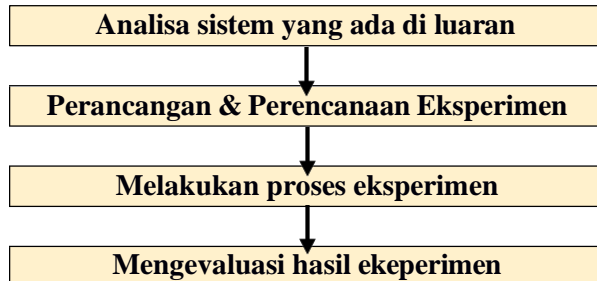 Analisa sistem yang ada di luaran
Perancangan & Perencanaan Eksperimen
Melakukan proses eksperimen
Mengevaluasi hasil ekeperimen